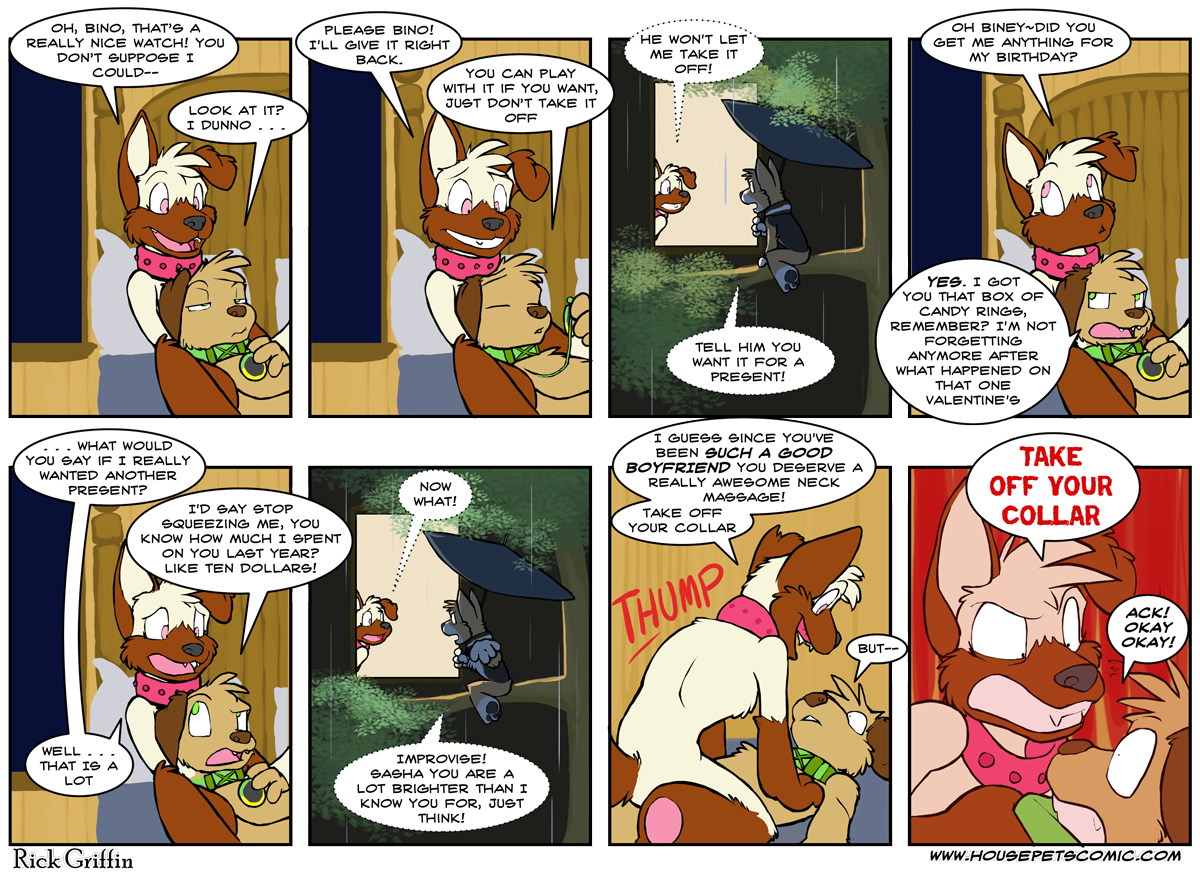 OH, BINO, THAT'S A
REALLY NICE WATCH! YOU
DON'T SUPPOSE I
COULD--
LOOK AT IT?
I DUNNO . . .
PLEASE BINO!
I'LL GIVE IT RIGHT
BACK.
YOU CAN PLAY
WITH IT IF YOU WANT,
JUST DON'T TAKE IT
OFF
HE WON'T LET
ME TAKE IT
OFF!
TELL HIM YOU
WANT IT FOR A
PRESENT!
OH BINEY~DID YOU
GET ME ANYTHING FOR
MY BIRTHDAY?
YES. I GOT
YOU THAT BOX OF
CANDY RINGS,
REMEMBER? I'M NOT
FORGETTING
ANYMORE AFTER
WHAT HAPPENED ON
THAT ONE
VALENTINE'S
. . . WHAT WOULD
YOU SAY IF I REALLY
WANTED ANOTHER
PRESENT?
I'D SAY STOP
SQUEEZING ME, YOU
KNOW HOW MUCH I SPENT
ON YOU LAST YEAR?
LIKE TEN DOLLARS!
WELL . . .
THAT IS A
LOT
NOW
WHAT!
IMPROVISE!
SASHA YOU ARE A
LOT BRIGHTER THAN I
KNOW YOU FOR, JUST
THINK!
I GUESS SINCE YOU'VE
BEEN SUCH A GOOD
BOYFRIEND YOU DESERVE A
REALLY AWESOME NECK
MASSAGE!
TAKE OFF
YOUR COLLAR
THUMP
BUT--
TAKE
OFF YOUR
COLLAR
ACK!
OKAY
OKAY!
Rick Griffin
WWW.HOUSEPETSCOMIC.COM